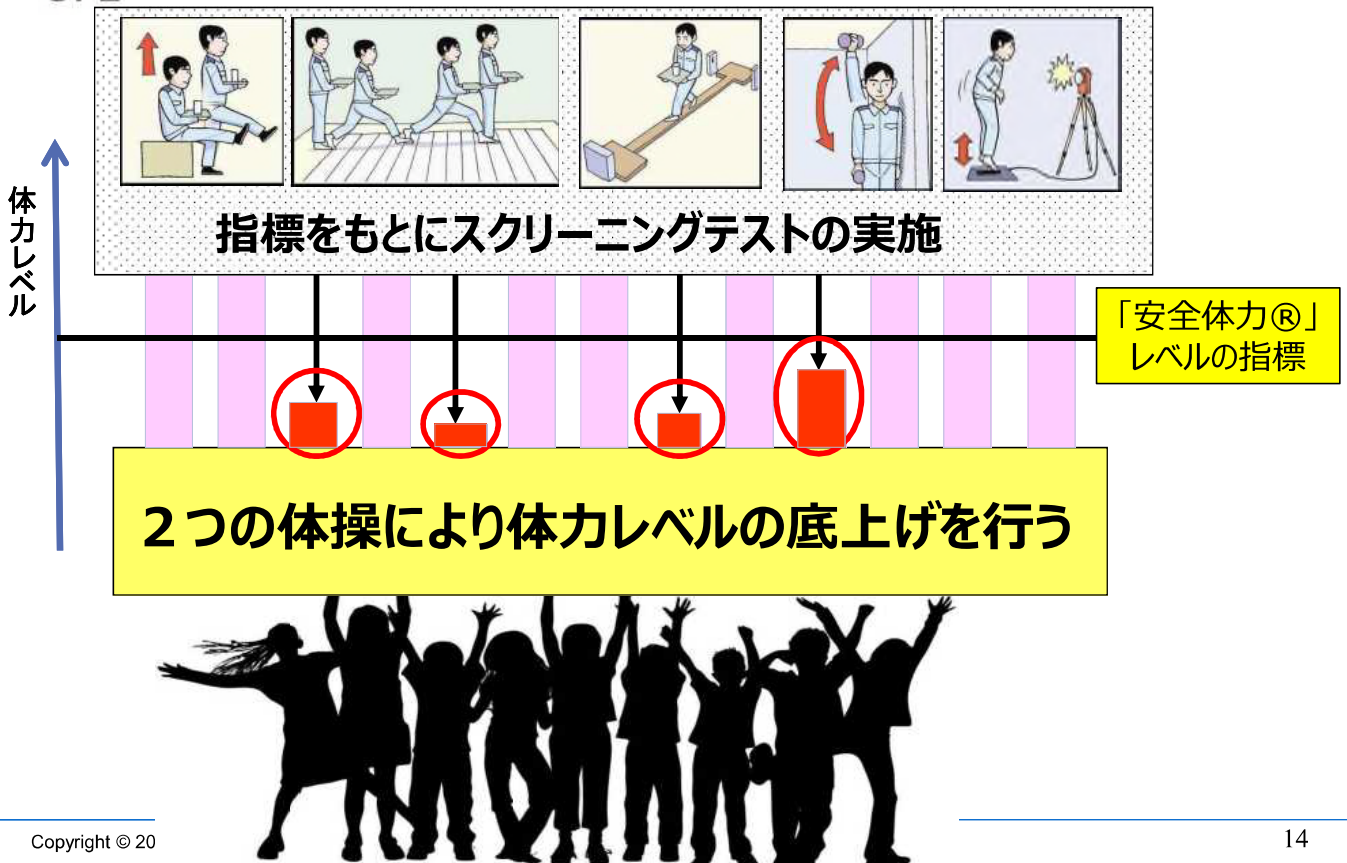 指標をもとにスクリーニングテストの実施
体力レベル
「安全体力®」
レベルの指標
２つの体操により体力レベルの底上げを行う
Copyright © 20
14